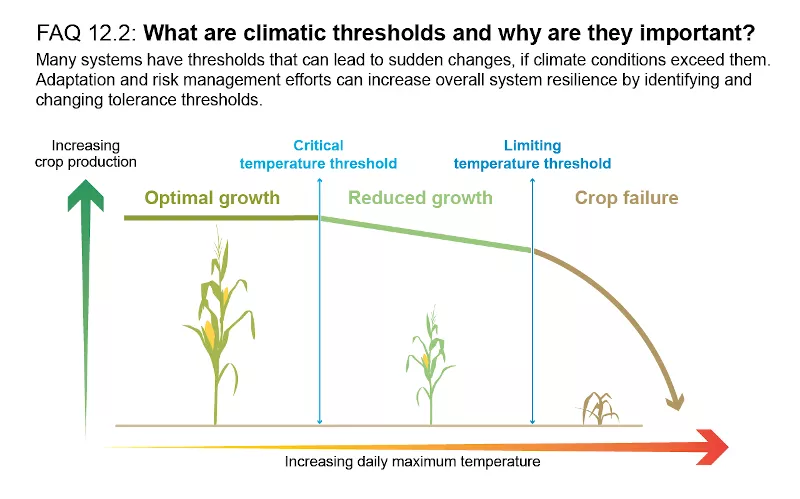 FAQ 12.2: What are climatic thresholds and why are they important?
Many systems have thresholds that can lead to sudden changes, if climate conditions exceed them.
Adaptation and risk management efforts can increase overall system resilience by identifying and
changing tolerance thresholds.
Increasing
crop production
Critical
temperature threshold
Limiting
temperature threshold
Optimal growth
Reduced growth
Crop failure
Increasing daily maximum temperature